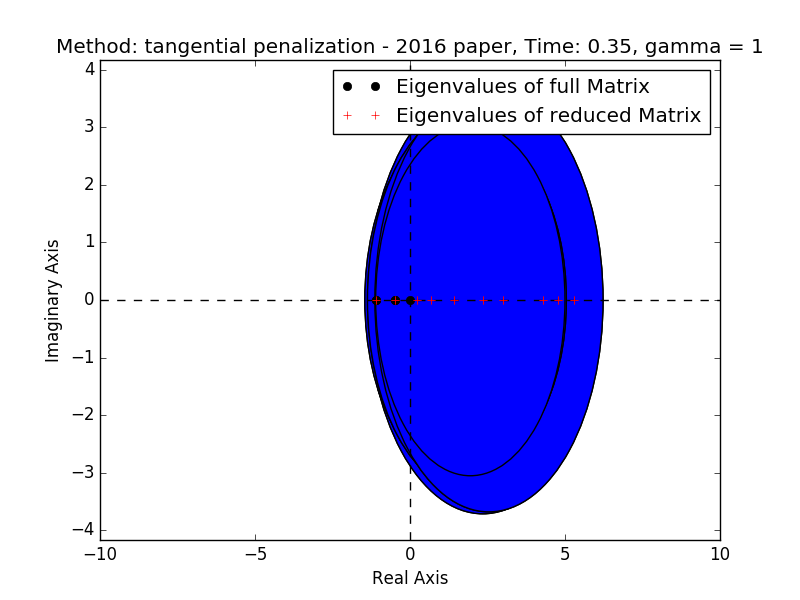 Method: tangential penalization - 2016 paper, Time: 0.35, gamma = 1
Eigenvalues of full Matrix
Eigenvalues of reduced Matrix
4
3
2
1
0
−1
−2
−3
−4
Imaginary Axis
−10
−5
0
5
10
Real Axis